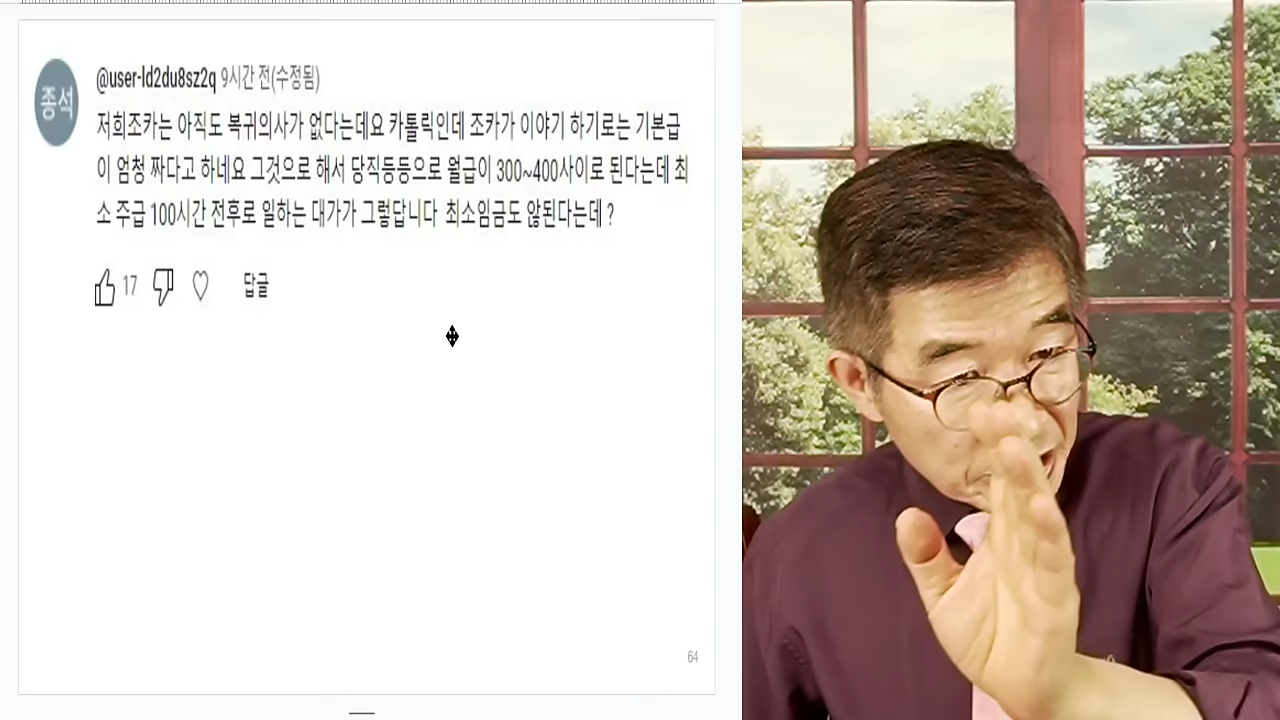 종석
@user-ld2du8sz2q 9시간 전(수정됨)
저희조카는 아직도 복귀의사가 없다는데요 카톨릭인데 조카가 이야기 하기로는 기본급
이 엄청 짜다고 하네요 그것으로 해서 당직등등으로 월급이 300~400사이로 된다는데 최
소 주급 100시간 전후로 일하는 대가가 그렇답니다 최소임금도 않된다는데 ?
17 답글
64